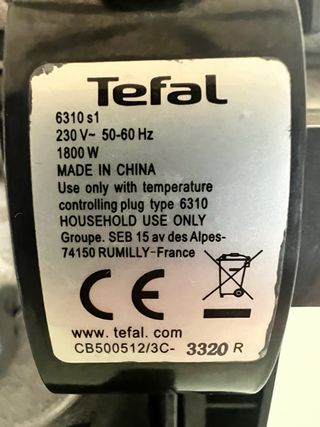 Tefal
6310 s1
230 V~ 50-60 Hz
1800 W
MADE IN CHINA
Use only with temperature
controlling plug type 6310
HOUSEHOLD USE ONLY
Groupe. SEB 15 av des Alpes-
74150 RUMILLY-France
CE
www. tefal. com
CB500512/3C- 3320 R